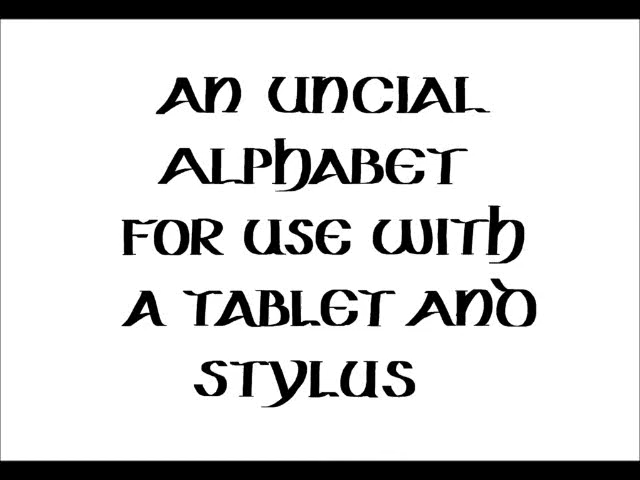 AN UNCIAL
ALPHABET
FOR USE WITH
A TABLET AND
STYLUS